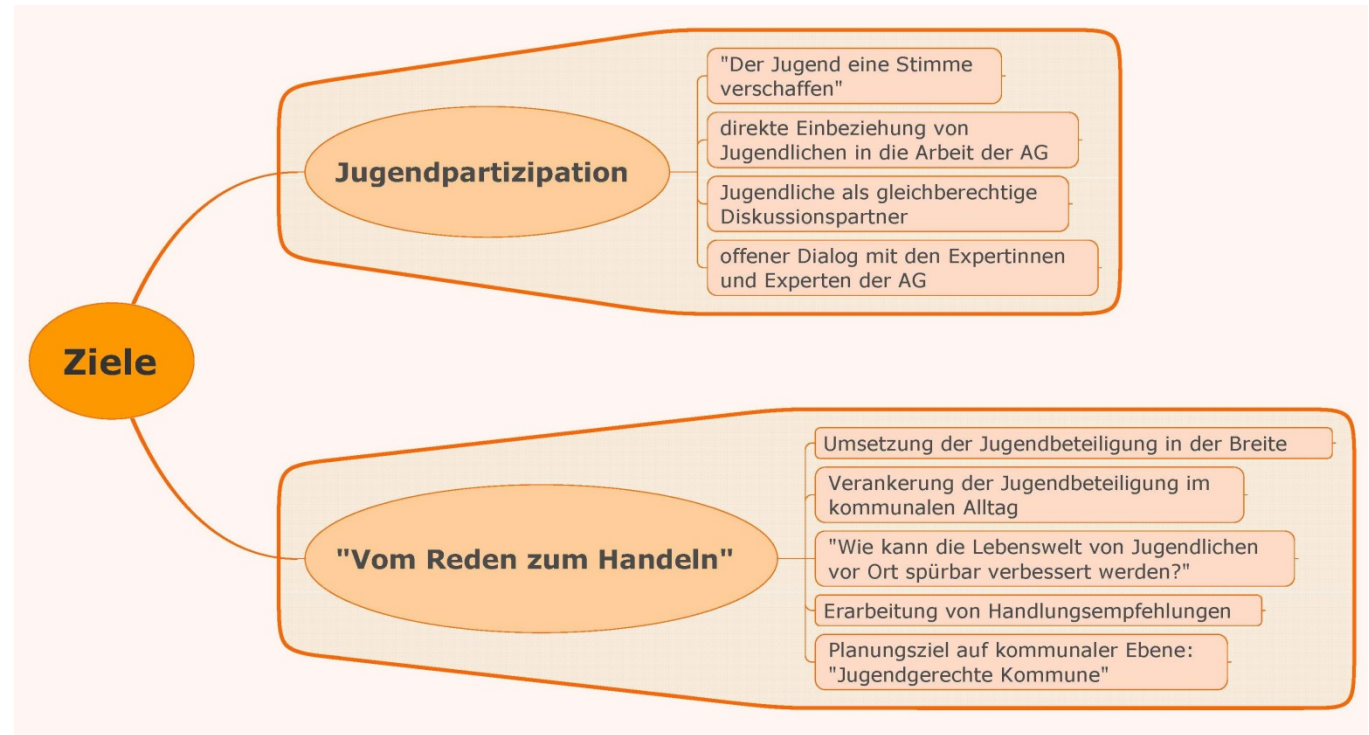 Ziele
Jugendpartizipation
"Der Jugend eine Stimme
verschaffen"
direkte Einbeziehung von
Jugendlichen in die Arbeit der AG
Jugendliche als gleichberechtige
Diskussionspartner
offener Dialog mit den Expertinnen
und Experten der AG
"Vom Reden zum Handeln"
Umsetzung der Jugendbeteiligung in der Breite
Verankerung der Jugendbeteiligung im
kommunalen Alltag
"Wie kann die Lebenswelt von Jugendlichen
vor Ort spürbar verbessert werden?"
Erarbeitung von Handlungsempfehlungen
Planungsziel auf kommunaler Ebene:
"Jugendgerechte Kommune"